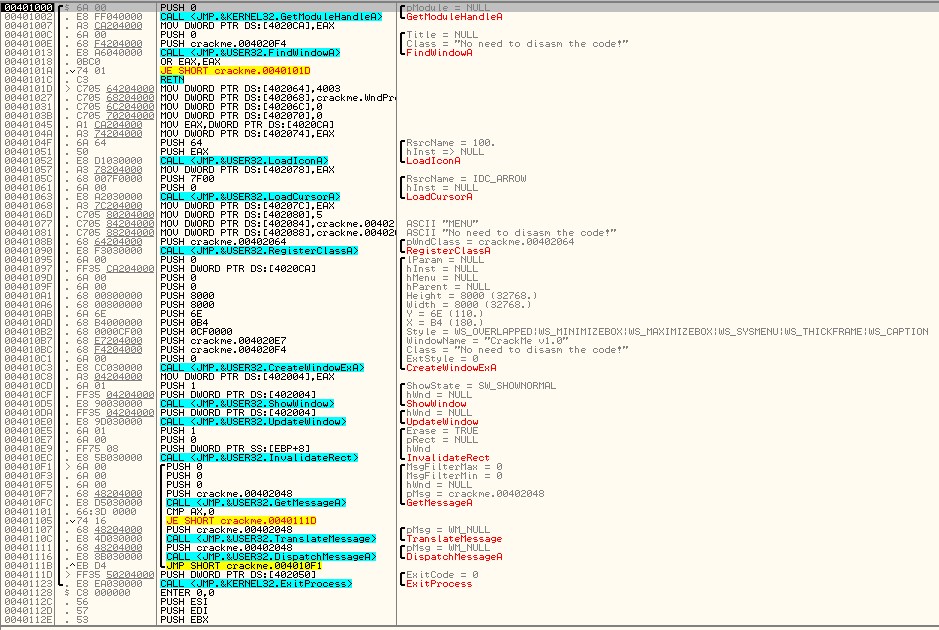 00401000 $ 6A 00 PUSH 0 pModule = NULL
00401002 . E8 FF040000 CALL <JMP.&KERNEL32.GetModuleHandleA> GetModuleHandleA
00401007 . A3 CA204000 MOV DWORD PTR DS:[4020CA],EAX
0040100C . 6A 00 PUSH 0 Title = NULL
0040100E . 68 F4204000 PUSH crackme.004020F4 Class = "No need to disasm the code!"
00401013 . E8 A6040000 CALL <JMP.&USER32.FindWindowA> FindWindowA
00401018 . 0BC0 OR EAX,EAX
0040101A .v74 01 JE SHORT crackme.0040101D
0040101C . C3 RETN
0040101D > C705 64204000 MOV DWORD PTR DS:[402064],4003
00401027 . C705 68204000 MOV DWORD PTR DS:[402068],crackme.WndPr
00401031 . C705 6C204000 MOV DWORD PTR DS:[40206C],0
0040103B . C705 70204000 MOV DWORD PTR DS:[402070],0
00401045 . A1 CA204000 MOV EAX,DWORD PTR DS:[4020CA]
0040104A . A3 74204000 MOV DWORD PTR DS:[402074],EAX
0040104F . 6A 64 PUSH 64 RsrcName = 100.
00401051 . 50 PUSH EAX hInst => NULL
00401052 . E8 D1030000 CALL <JMP.&USER32.LoadIconA> LoadIconA
00401057 . A3 78204000 MOV DWORD PTR DS:[402078],EAX
0040105C . 68 007F0000 PUSH 7F00 RsrcName = IDC_ARROW
00401061 . 6A 00 PUSH 0 hInst = NULL
00401063 . E8 A2030000 CALL <JMP.&USER32.LoadCursorA> LoadCursorA
00401068 . A3 7C204000 MOV DWORD PTR DS:[40207C],EAX
0040106D . C705 80204000 MOV DWORD PTR DS:[402080],5
00401077 . C705 84204000 MOV DWORD PTR DS:[402084],crackme.00402 ASCII "MENU"
00401081 . C705 88204000 MOV DWORD PTR DS:[402088],crackme.00402 ASCII "No need to disasm the code!"
0040108B . 68 64204000 PUSH crackme.00402064 pWndClass = crackme.00402064
00401090 . E8 F3030000 CALL <JMP.&USER32.RegisterClassA> RegisterClassA
00401095 . 6A 00 PUSH 0 lParam = NULL
00401097 . FF35 CA204000 PUSH DWORD PTR DS:[4020CA] hInst = NULL
0040109D . 6A 00 PUSH 0 hMenu = NULL
0040109F . 6A 00 PUSH 0 hParent = NULL
004010A1 . 68 00800000 PUSH 8000 Height = 8000 (32768.)
004010A6 . 68 00800000 PUSH 8000 Width = 8000 (32768.)
004010AB . 6A 6E PUSH 6E Y = 6E (110.)
004010AD . 68 B4000000 PUSH 0B4 X = B4 (180.)
004010B2 . 68 0000CF00 PUSH 0CF0000 Style = WS_OVERLAPPED|WS_MINIMIZEBOX|WS_MAXIMIZEBOX|WS_SYSMENU|WS_THICKFRAME|WS_CAPTION
004010B7 . 68 E7204000 PUSH crackme.004020E7 WindowName = "CrackMe v1.0"
004010BC . 68 F4204000 PUSH crackme.004020F4 Class = "No need to disasm the code!"
004010C1 . 6A 00 PUSH 0 ExtStyle = 0
004010C3 . E8 CC030000 CALL <JMP.&USER32.CreateWindowExA> CreateWindowExA
004010C8 . A3 04204000 MOV DWORD PTR DS:[402004],EAX
004010CD . 6A 01 PUSH 1 ShowState = SW_SHOWNORMAL
004010CF . FF35 04204000 PUSH DWORD PTR DS:[402004] hWnd = NULL
004010D5 . E8 90030000 CALL <JMP.&USER32.ShowWindow> ShowWindow
004010DA . FF35 04204000 PUSH DWORD PTR DS:[402004] hWnd = NULL
004010E0 . E8 9D030000 CALL <JMP.&USER32.UpdateWindow> UpdateWindow
004010E5 . 6A 01 PUSH 1 Erase = TRUE
004010E7 . 6A 00 PUSH 0 pRect = NULL
004010E9 . FF75 08 PUSH DWORD PTR SS:[EBP+8] hWnd
004010EC . E8 5B030000 CALL <JMP.&USER32.InvalidateRect> InvalidateRect
004010F1 > 6A 00 PUSH 0 MsgFilterMax = 0
004010F3 . 6A 00 PUSH 0 MsgFilterMin = 0
004010F5 . 6A 00 PUSH 0 hWnd = NULL
004010F7 . 68 48204000 PUSH crackme.00402048 pMsg = crackme.00402048
004010FC . E8 D5030000 CALL <JMP.&USER32.GetMessageA> GetMessageA
00401101 . 66:3D 0000 CMP AX,0
00401105 .v74 16 JE SHORT crackme.0040111D
00401107 . 68 48204000 PUSH crackme.00402048 pMsg = WM_NULL
0040110C . E8 4D030000 CALL <JMP.&USER32.TranslateMessage> TranslateMessage
00401111 . 68 48204000 PUSH crackme.00402048 pMsg = WM_NULL
00401116 . E8 8B030000 CALL <JMP.&USER32.DispatchMessageA> DispatchMessageA
0040111B .^EB D4 JMP SHORT crackme.004010F1
0040111D > FF35 50204000 PUSH DWORD PTR DS:[402050] ExitCode = 0
00401123 . E8 EA030000 CALL <JMP.&KERNEL32.ExitProcess> ExitProcess
00401128 $ C8 000000 ENTER 0,0
0040112C . 56 PUSH ESI
0040112D . 57 PUSH EDI
0040112E . 53 PUSH EBX